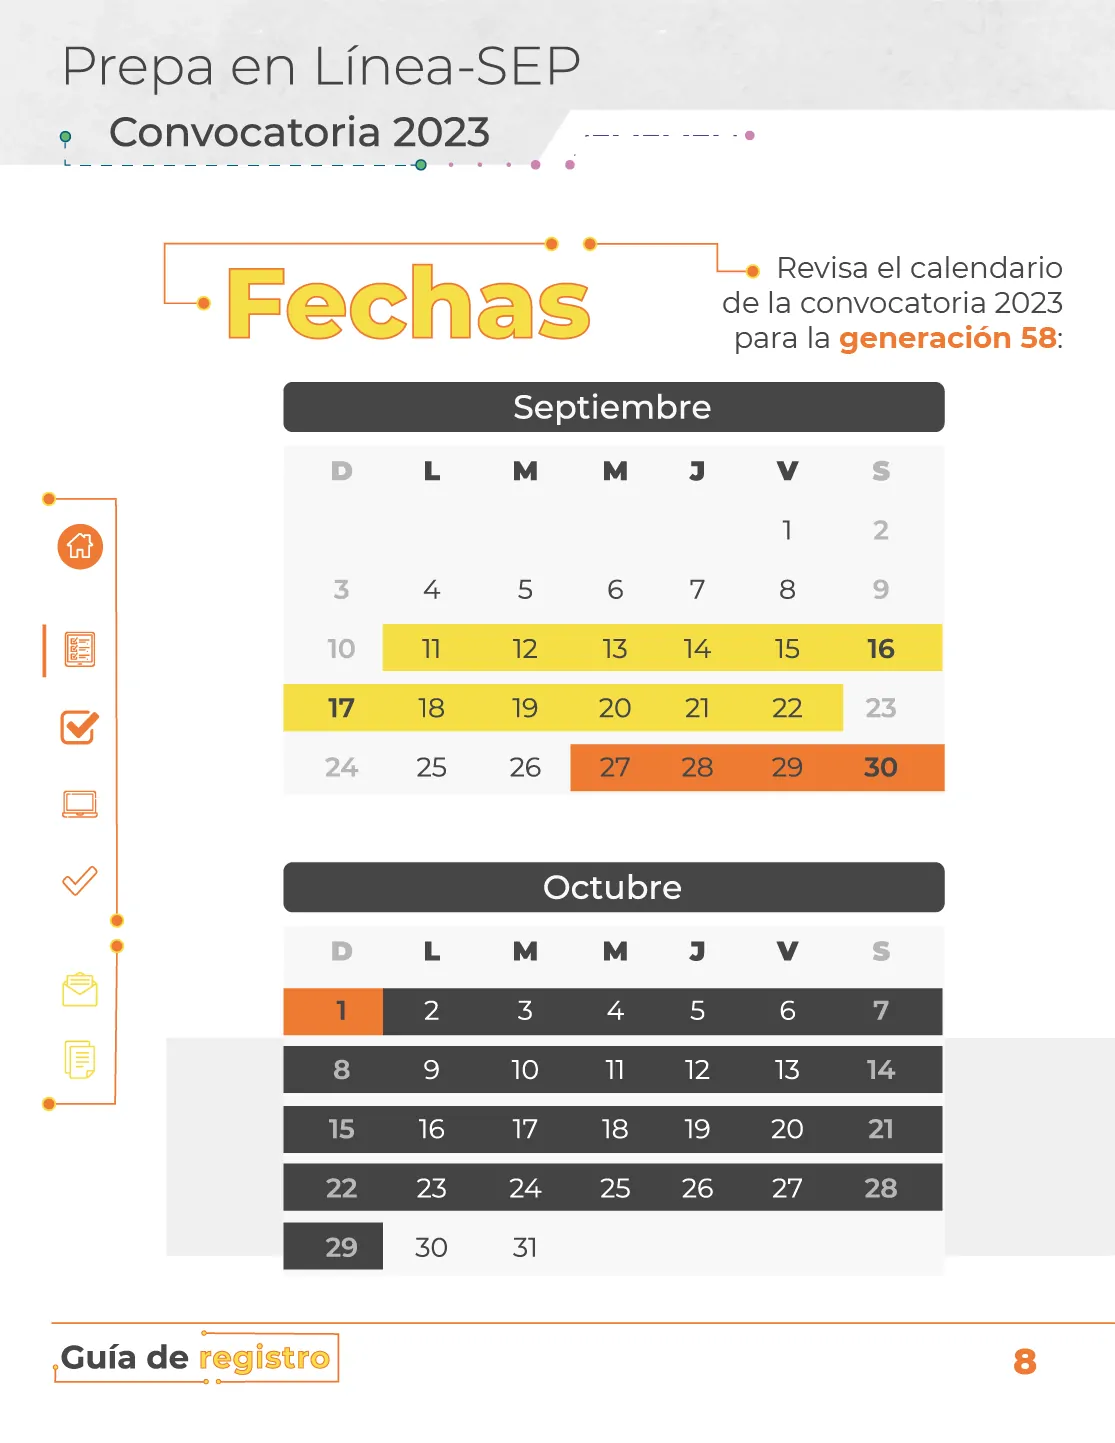 Prepa en Línea-SEP
Convocatoria 2023
Fechas
Revisa el calendario
de la convocatoria 2023
para la generación 58:
Septiembre
D L M M J V S
1 2
3 4 5 6 7 8 9
10 11 12 13 14 15 16
17 18 19 20 21 22 23
24 25 26 27 28 29 30
Octubre
D L M M J V S
1 2 3 4 5 6 7
8 9 10 11 12 13 14
15 16 17 18 19 20 21
22 23 24 25 26 27 28
29 30 31
Guía de registro
8